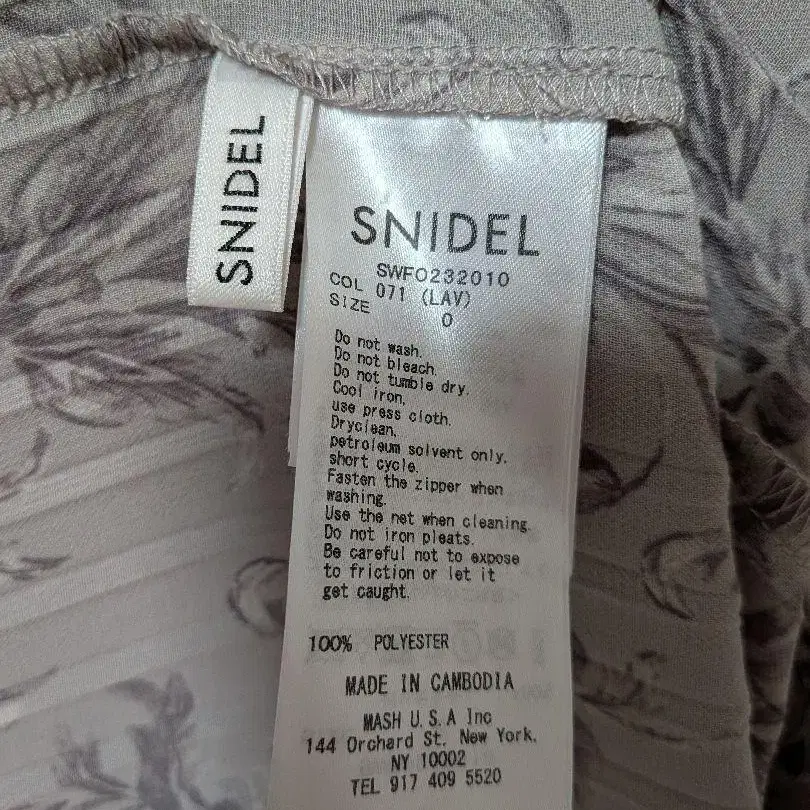 SNIDEL
SNIDEL
SWFO232010
COL 071 (LAV)
SIZE 0
Do not wash.
Do not bleach.
Do not tumble dry.
Cool iron,
use press cloth.
Dryclean,
petroleum solvent only.
short cycle.
Fasten the zipper when
washing.
Use the net when cleaning.
Do not iron pleats.
Be careful not to expose
to friction or let it
get caught.
100% POLYESTER
MADE IN CAMBODIA
MASH U.S.A Inc
144 Orchard St. New York.
NY 10002
TEL 917 409 5520